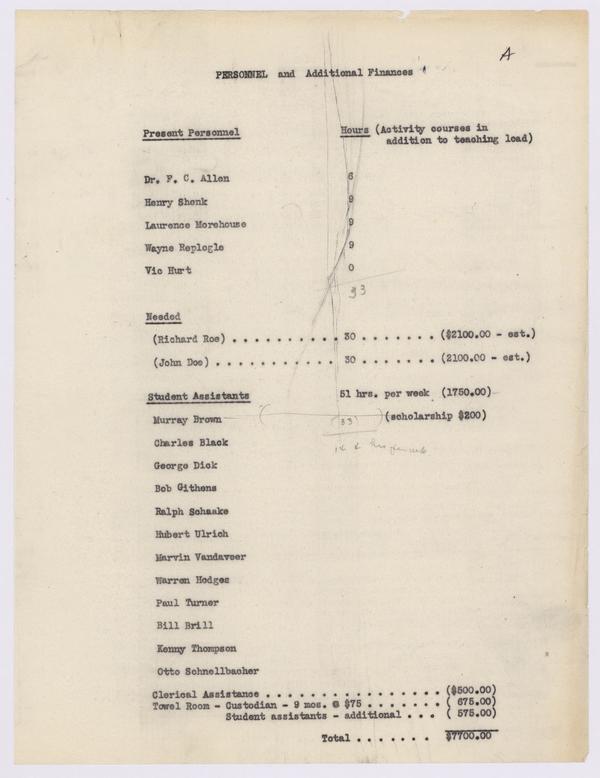 A
PERSONNEL and Additional Finances
Present Personnel Hours (Activity courses in
addition to teaching load)
Dr. F. C. Allen 6
Henry Shenk 9
Laurence Morehouse 9
Wayne Replogle 9
Vic Hurt 0
33
Needed
(Richard Roe) . . . . . . . . . . 30 . . . . . . . ($2100.00 - est.)
(John Doe) . . . . . . . . . . . 30 . . . . . . . (2100.00 - est.)
Student Assistants 51 hrs. per week (1750.00)
Murray Brown (33) (scholarship $200)
Charles Black
George Dick
Bob Githens
Ralph Schaake
Hubert Ulrich
Marvin Vandaveer
Warren Hodges
Paul Turner
Bill Brill
Kenny Thompson
Otto Schnellbacher
Clerical Assistance . . . . . . . . . . . . . . . . ($500.00)
Towel Room - Custodian - 9 mos. @ $75 . . . . . . . ( 675.00)
Student assistants - additional . . . ( 575.00)
Total . . . . . . . $7700.00